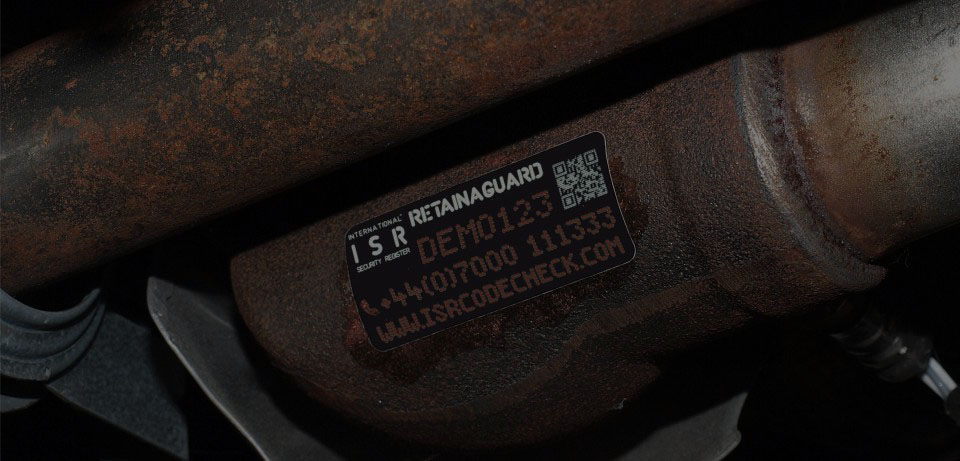 RETAINAGUARD
INTERNATIONAL
ISR
SECURITY REGISTER
DEMO123
+44(0)7000 111333
WWW.ISRCODECHECK.COM